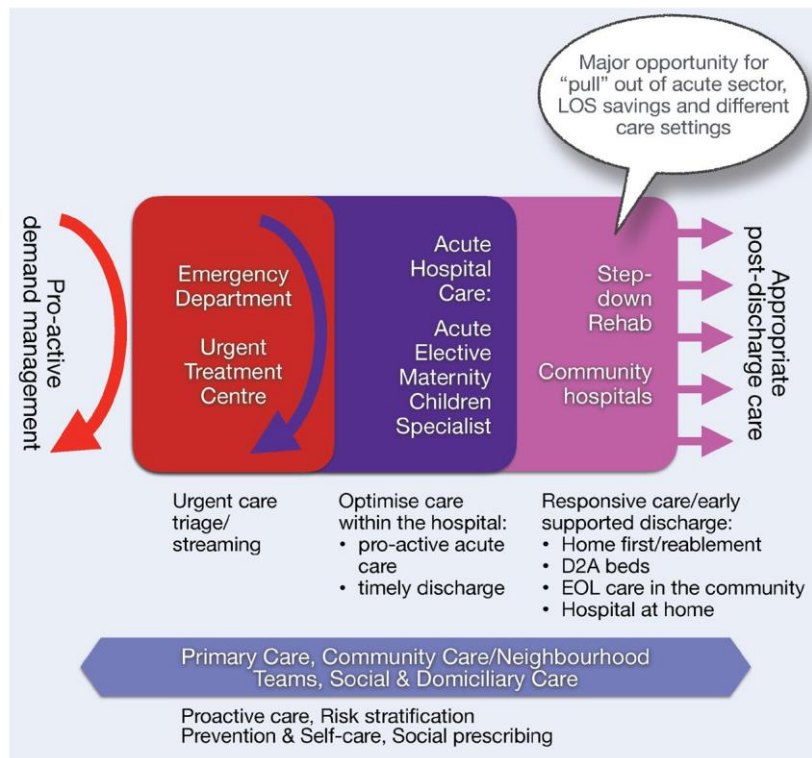 Major opportunity for
“pull” out of acute sector,
LOS savings and different
care settings
Pro-active
demand management
Emergency
Department
Urgent
Treatment
Centre
Acute
Hospital
Care:
Acute
Elective
Maternity
Children
Specialist
Step-
down
Rehab
Community
hospitals
Appropriate
post-discharge care
Urgent care
triage/
streaming
Optimise care
within the hospital:
• pro-active acute
care
• timely discharge
Responsive care/early
supported discharge:
• Home first/reablement
• D2A beds
• EOL care in the community
• Hospital at home
Primary Care, Community Care/Neighbourhood
Teams, Social & Domiciliary Care
Proactive care, Risk stratification
Prevention & Self-care, Social prescribing